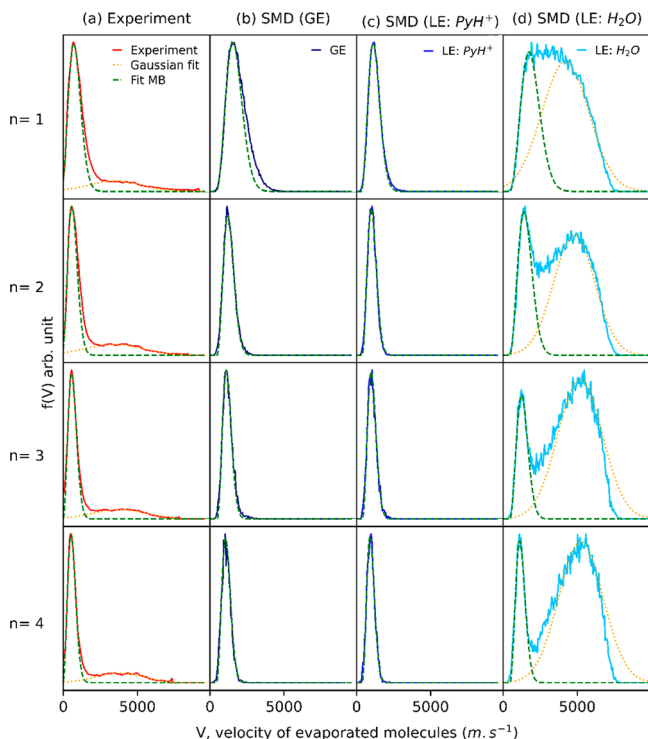 (a) Experiment (b) SMD (GE) (c) SMD (LE: PyH⁺) (d) SMD (LE: H₂O)
Experiment
Gaussian fit
Fit MB
GE
LE: PyH⁺
LE: H₂O
n= 1
n= 2
n= 3
n= 4
f(V) arb. unit
0 5000 0 5000 0 5000 0 5000
V, velocity of evaporated molecules (m.s⁻¹)